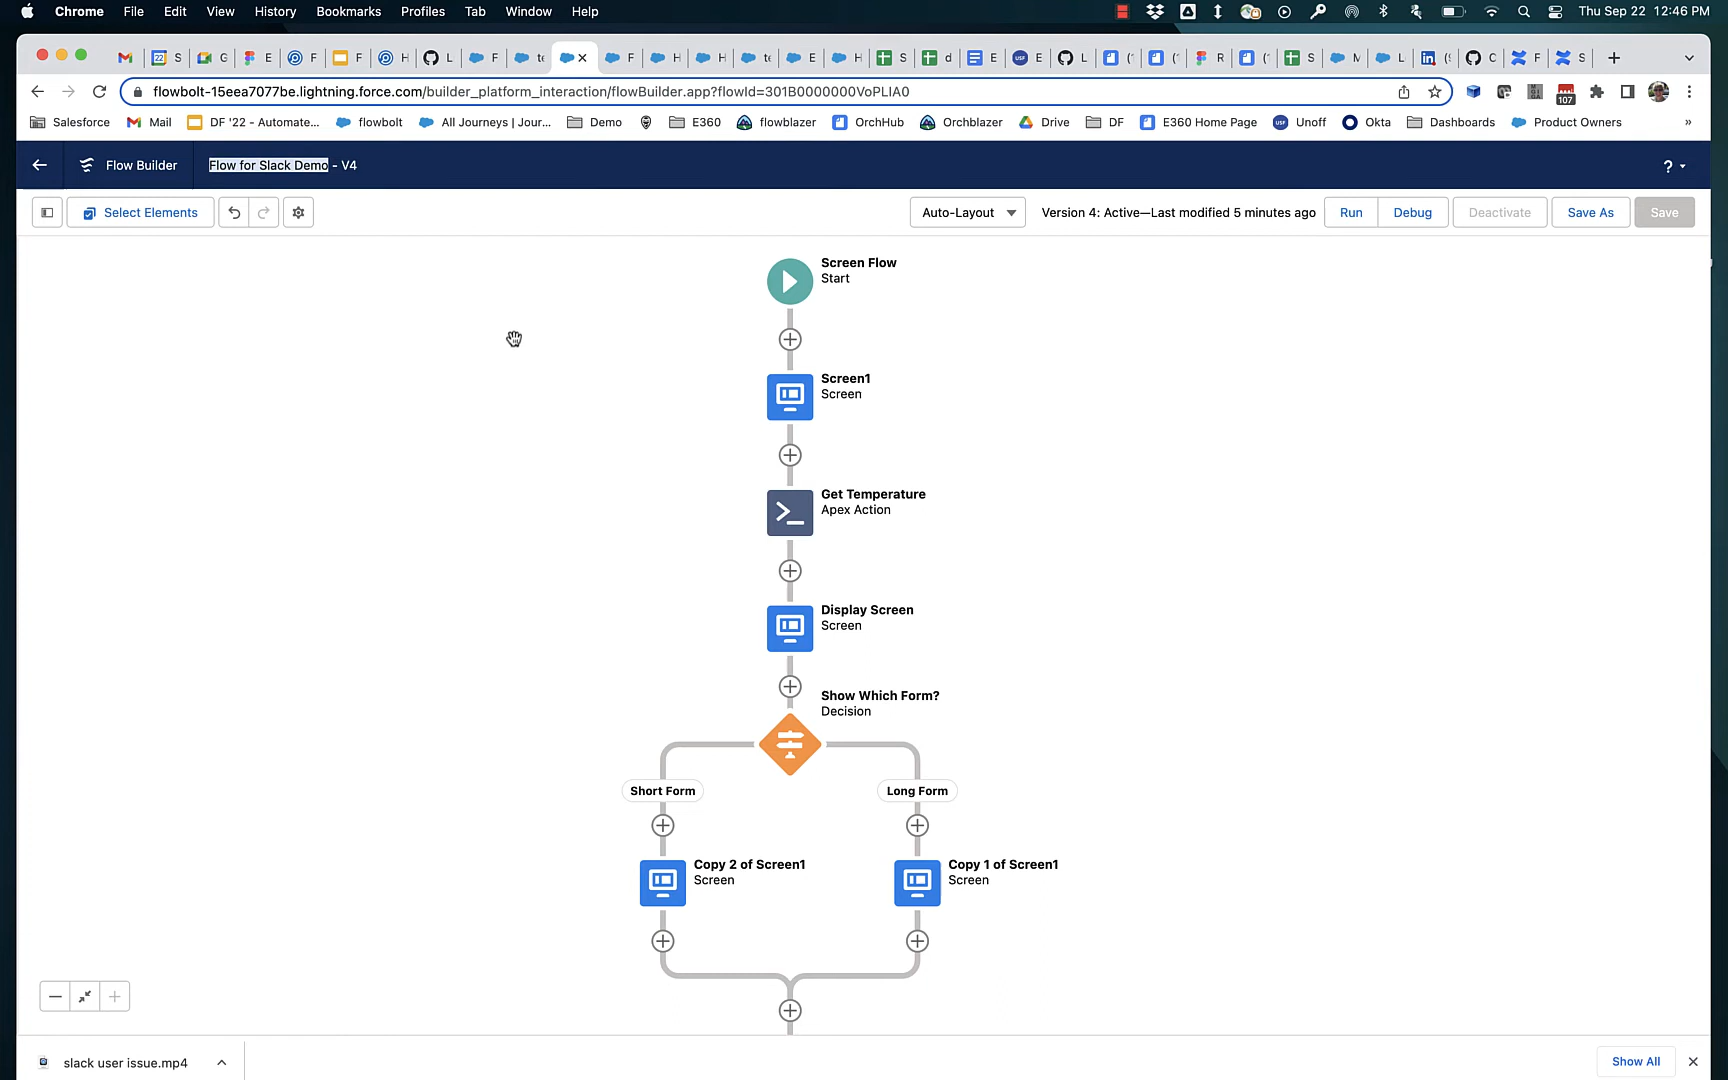 Chrome File Edit View History Bookmarks Profiles Tab Window Help Thu Sep 22 12:46 PM
flowbolt-15eea7077be.lightning.force.com/builder_platform_interaction/flowBuilder.app?flowId=301B0000000VoPLIA0
107
Salesforce Mail DF '22 - Automate... flowbolt All Journeys | Jour... Demo E360 flowblazer OrcHub Orchblazer Drive DF E360 Home Page Unoff Okta Dashboards Product Owners »
Flow Builder Flow for Slack Demo - V4 ?
Select Elements Auto-Layout Version 4: Active—Last modified 5 minutes ago Run Debug Deactivate Save As Save
Screen Flow
Start
Screen1
Screen
Get Temperature
Apex Action
Display Screen
Screen
Show Which Form?
Decision
Short Form Long Form
Copy 2 of Screen1 Copy 1 of Screen1
Screen Screen
slack user issue.mp4 Show All